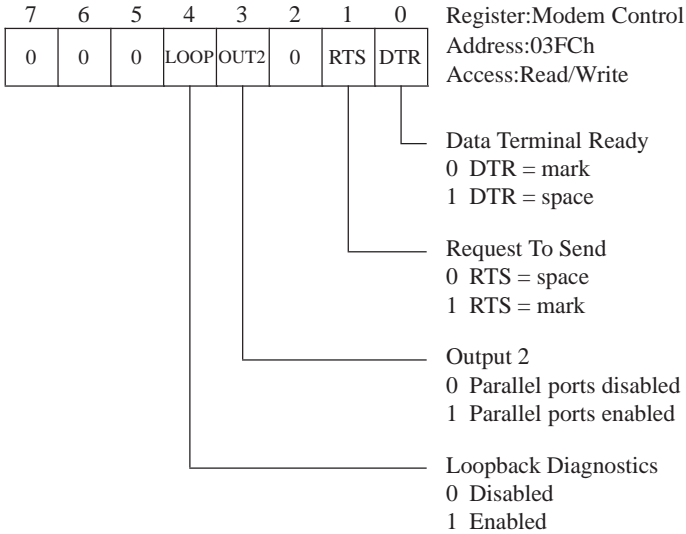 7 6 5 4 3 2 1 0
0 0 0 LOOP OUT2 0 RTS DTR
Register:Modem Control
Address:03FCh
Access:Read/Write
Data Terminal Ready
0 DTR = mark
1 DTR = space
Request To Send
0 RTS = space
1 RTS = mark
Output 2
0 Parallel ports disabled
1 Parallel ports enabled
Loopback Diagnostics
0 Disabled
1 Enabled